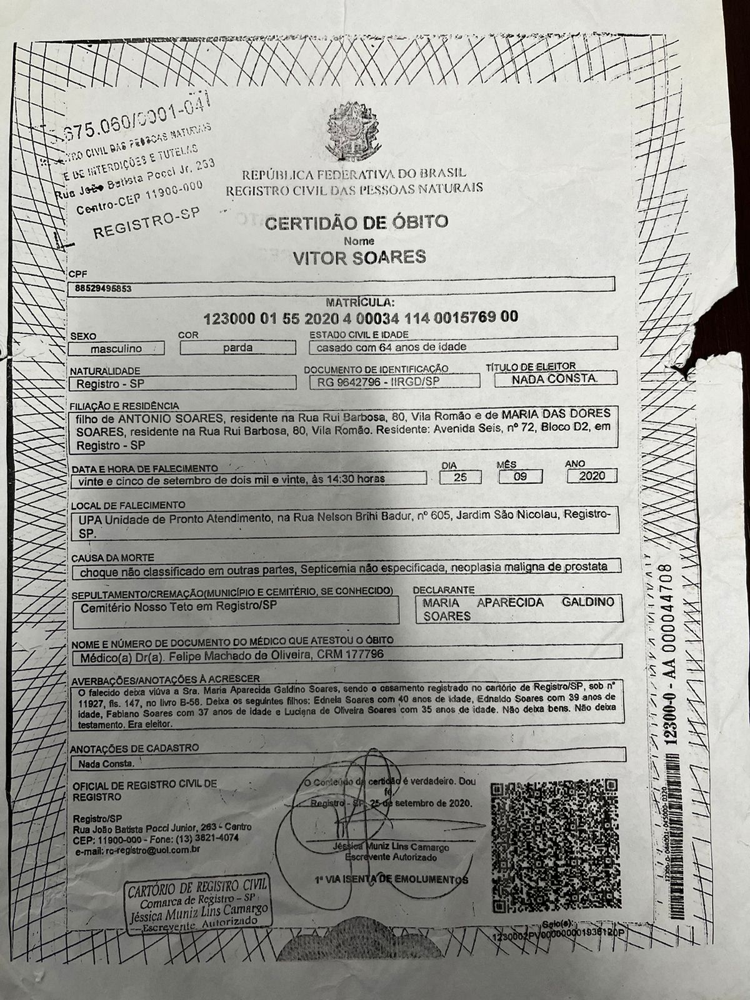 .675.060/0001-04
CIVIL DAS PESSOAS NATURAIS
E DE INTERDIÇÕES E TUTELAS
Rua João Batista Pocci Jr. 263
Centro-CEP 11900-000
REGISTRO-SP
REPÚBLICA FEDERATIVA DO BRASIL
REGISTRO CIVIL DAS PESSOAS NATURAIS
CERTIDÃO DE ÓBITO
Nome
VITOR SOARES
CPF
88529495853
MATRÍCULA:
123000 01 55 2020 4 00034 114 0015769 00
SEXO COR ESTADO CIVIL E IDADE
masculino parda casado com 64 anos de idade
NATURALIDADE DOCUMENTO DE IDENTIFICAÇÃO TÍTULO DE ELEITOR
Registro - SP RG 9642796 - IIRGD/SP NADA CONSTA.
FILIAÇÃO E RESIDÊNCIA
filho de ANTONIO SOARES, residente na Rua Rui Barbosa, 80, Vila Romão e de MARIA DAS DORES
SOARES, residente na Rua Rui Barbosa, 80, Vila Romão. Residente: Avenida Seis, nº 72, Bloco D2, em
Registro - SP
DATA E HORA DE FALECIMENTO DIA MÊS ANO
vinte e cinco de setembro de dois mil e vinte, às 14:30 horas 25 09 2020
LOCAL DE FALECIMENTO
UPA Unidade de Pronto Atendimento, na Rua Nelson Brihi Badur, nº 605, Jardim São Nicolau, Registro-
SP.
CAUSA DA MORTE
choque não classificado em outras partes, Septicemia não especificada, neoplasia maligna de prostata
SEPULTAMENTO/CREMAÇÃO(MUNICÍPIO E CEMITÉRIO, SE CONHECIDO) DECLARANTE
Cemitério Nosso Teto em Registro/SP MARIA APARECIDA GALDINO
SOARES
NOME E NÚMERO DE DOCUMENTO DO MÉDICO QUE ATESTOU O ÓBITO
Médico(a) Dr(a). Felipe Machado de Oliveira, CRM 177796
AVERBAÇÕES/ANOTAÇÕES À ACRESCER
O falecido deixa viúva a Sra. Maria Aparecida Galdino Soares, sendo o casamento registrado no cartório de Registro/SP, sob nº
11927, fls. 147, no livro B-56. Deixa os seguintes filhos: Ednela Soares com 40 anos de idade, Ednaldo Soares com 39 anos de
idade, Fabiano Soares com 37 anos de idade e Luciana de Oliveira Soares com 35 anos de idade. Não deixa bens. Não deixa
testamento. Era eleitor.
ANOTAÇÕES DE CADASTRO
Nada Consta.
OFICIAL DE REGISTRO CIVIL DE
REGISTRO
Registro/SP
Rua João Batista Pocci Junior, 263 - Centro
CEP: 11900-000 - Fone: (13) 3821-4074
e-mail: rc-registro@uol.com.br
O Conteúdo da certidão é verdadeiro. Dou
fé.
Registro - SP, 25 de setembro de 2020.
Jéssica Muniz Lins Camargo
Escrevente Autorizado
1ª VIA ISENTA DE EMOLUMENTOS
CARTÓRIO DE REGISTRO CIVIL
Comarca de Registro - SP
Jéssica Muniz Lins Camargo
Escrevente Autorizado
Selo(s):
1230002PV000000001936120P
12300-0 - AA 000044708
12300-0-044001-045000-0320